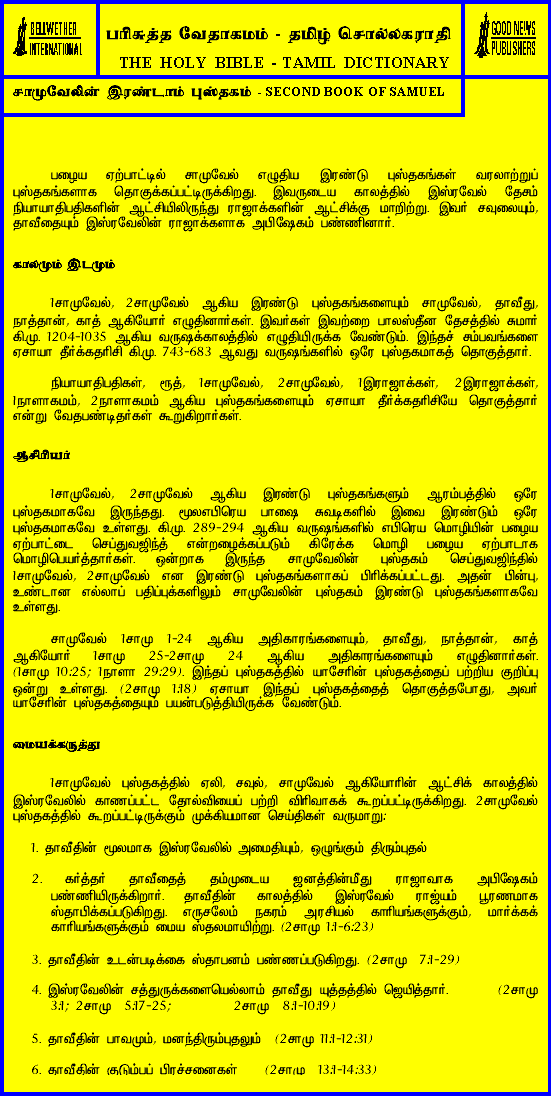 BELLWETHER
INTERNATIONAL
பரிசுத்த வேதாகமம் - தமிழ் சொல்லகராதி
THE HOLY BIBLE - TAMIL DICTIONARY
GOOD NEWS
PUBLISHERS
சாமுவேலின் இரண்டாம் புஸ்தகம் - SECOND BOOK OF SAMUEL
பழைய ஏற்பாட்டில் சாமுவேல் எழுதிய இரண்டு புஸ்தகங்கள் வரலாற்றுப்
புஸ்தகங்களாக தொகுக்கப்பட்டிருக்கிறது. இவருடைய காலத்தில் இஸ்ரவேல் தேசம்
நியாயாதிபதிகளின் ஆட்சியிலிருந்து ராஜாக்களின் ஆட்சிக்கு மாறிற்று. இவர் சவுலையும்,
தாவீதையும் இஸ்ரவேலின் ராஜாக்களாக அபிஷேகம் பண்ணினார்.
காலமும் இடமும்
1சாமுவேல், 2சாமுவேல் ஆகிய இரண்டு புஸ்தகங்களையும் சாமுவேல், தாவீது,
நாத்தான், காத் ஆகியோர் எழுதினார்கள். இவர்கள் இவற்றை பாலஸ்தீன தேசத்தில் சுமார்
கி.மு. 1204-1035 ஆகிய வருஷக்காலத்தில் எழுதியிருக்க வேண்டும். இந்தச் சம்பவங்களை
ஏசாயா தீர்க்கதரிசி கி.மு. 743-683 ஆவது வருஷங்களில் ஒரே புஸ்தகமாகத் தொகுத்தார்.
நியாயாதிபதிகள், ரூத், 1சாமுவேல், 2சாமுவேல், 1இராஜாக்கள், 2இராஜாக்கள்,
1நாளாகமம், 2நாளாகமம் ஆகிய புஸ்தகங்களையும் ஏசாயா தீர்க்கதரிசியே தொகுத்தார்
என்று வேதபண்டிதர்கள் கூறுகிறார்கள்.
ஆசிரியர்
1சாமுவேல், 2சாமுவேல் ஆகிய இரண்டு புஸ்தகங்களும் ஆரம்பத்தில் ஒரே
புஸ்தகமாகவே இருந்தது. மூலஎபிரெய பாஷை சுவடிகளில் இவை இரண்டும் ஒரே
புஸ்தகமாகவே உள்ளது. கி.மு. 289-294 ஆகிய வருஷங்களில் எபிரெய மொழியின் பழைய
ஏற்பாட்டை செப்துவஜிந்த் என்றழைக்கப்படும் கிரேக்க மொழி பழைய ஏற்பாடாக
மொழிபெயர்த்தார்கள். ஒன்றாக இருந்த சாமுவேலின் புஸ்தகம் செப்துவஜிந்தில்
1சாமுவேல், 2சாமுவேல் என இரண்டு புஸ்தகங்களாகப் பிரிக்கப்பட்டது. அதன் பின்பு,
உண்டான எல்லாப் பதிப்புக்களிலும் சாமுவேலின் புஸ்தகம் இரண்டு புஸ்தகங்களாகவே
உள்ளது.
சாமுவேல் 1சாமு 1-24 ஆகிய அதிகாரங்களையும், தாவீது, நாத்தான், காத்
ஆகியோர் 1சாமு 25-2சாமு 24 ஆகிய அதிகாரங்களையும் எழுதினார்கள்.
(1சாமு 10:25; 1நாளா 29:29). இந்தப் புஸ்தகத்தில் யாசேரின் புஸ்தகத்தைப் பற்றிய குறிப்பு
ஒன்று உள்ளது. (2சாமு 1:18) ஏசாயா இந்தப் புஸ்தகத்தைத் தொகுத்தபோது, அவர்
யாசேரின் புஸ்தகத்தையும் பயன்படுத்தியிருக்க வேண்டும்.
மையக்கருத்து
1சாமுவேல் புஸ்தகத்தில் ஏலி, சவுல், சாமுவேல் ஆகியோரின் ஆட்சிக் காலத்தில்
இஸ்ரவேலில் காணப்பட்ட தோல்வியைப் பற்றி விரிவாகக் கூறப்பட்டிருக்கிறது. 2சாமுவேல்
புஸ்தகத்தில் கூறப்பட்டிருக்கும் முக்கியமான செய்திகள் வருமாறு:
1. தாவீதின் மூலமாக இஸ்ரவேலில் அமைதியும், ஒழுங்கும் திரும்புதல்
2. கர்த்தர் தாவீதைத் தம்முடைய ஜனத்தின்மீது ராஜாவாக அபிஷேகம்
பண்ணியிருக்கிறார். தாவீதின் காலத்தில் இஸ்ரவேல் ராஜ்யம் பூரணமாக
ஸ்தாபிக்கப்படுகிறது. எருசலேம் நகரம் அரசியல் காரியங்களுக்கும், மார்க்கக்
காரியங்களுக்கும் மைய ஸ்தலமாயிற்று. (2சாமு 1:1-6:23)
3. தாவீதின் உடன்படிக்கை ஸ்தாபனம் பண்ணப்படுகிறது. (2சாமு 7:1-29)
4. இஸ்ரவேலின் சத்துருக்களையெல்லாம் தாவீது யுத்தத்தில் ஜெயித்தார். (2சாமு
3:1; 2சாமு 5:17-25; 2சாமு 8:1-10:19)
5. தாவீதின் பாவமும், மனந்திரும்புதலும் (2சாமு 11:1-12:31)
6. தாவீதின் குடும்பப் பிரச்சனைகள் (2சாமு 13:1-14:33)